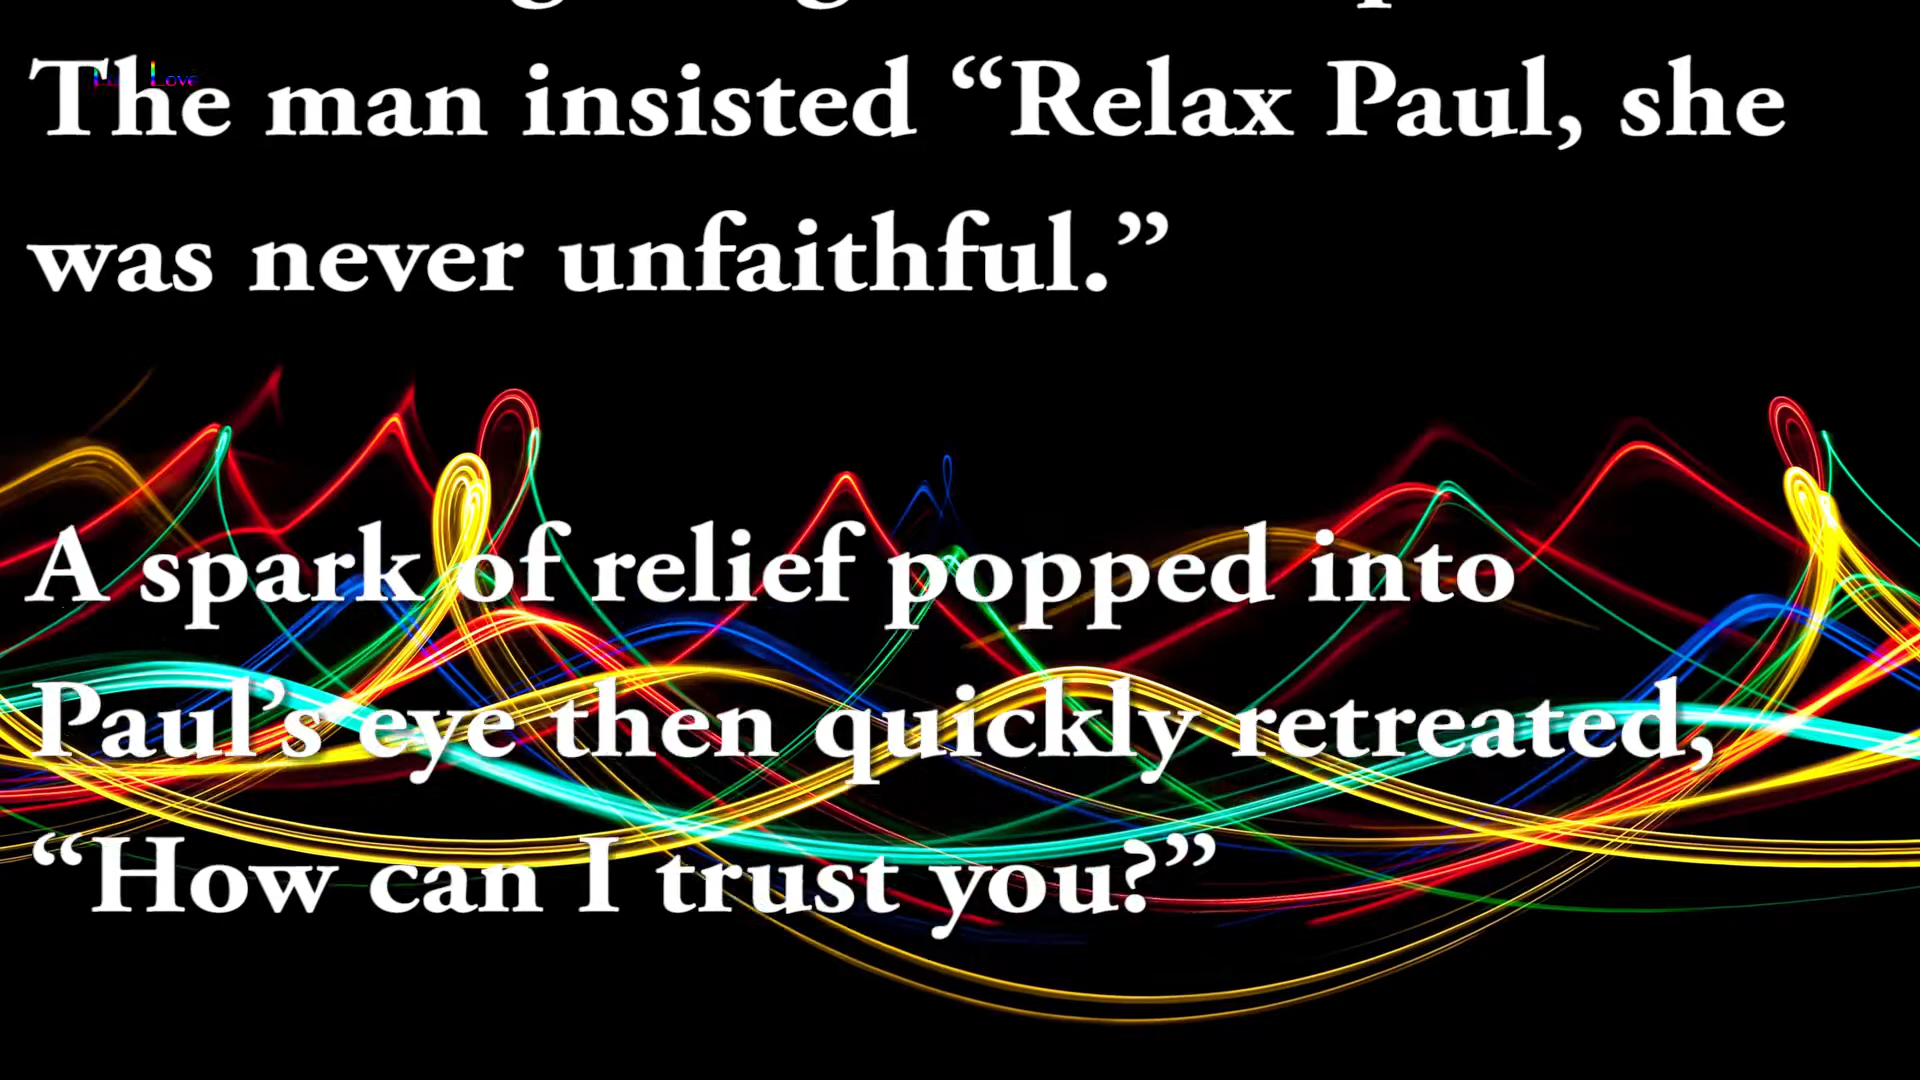 The man insisted “Relax Paul, she
was never unfaithful.”
A spark of relief popped into
Paul’s eye then quickly retreated,
“How can I trust you?”
Love